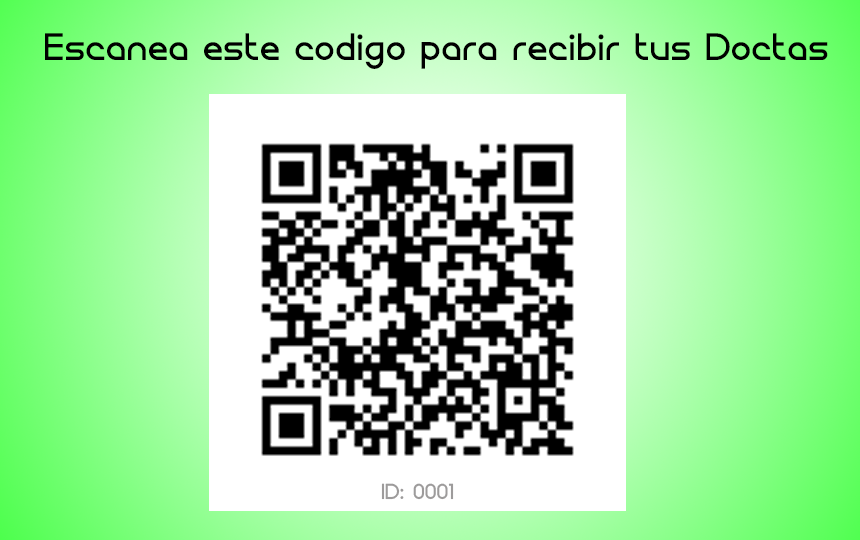 Escanea este codigo para recibir tus Doctas
ID: 0001